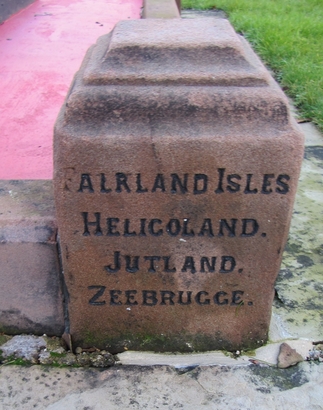 FALKLAND ISLES
HELIGOLAND.
JUTLAND.
ZEEBRUGGE.